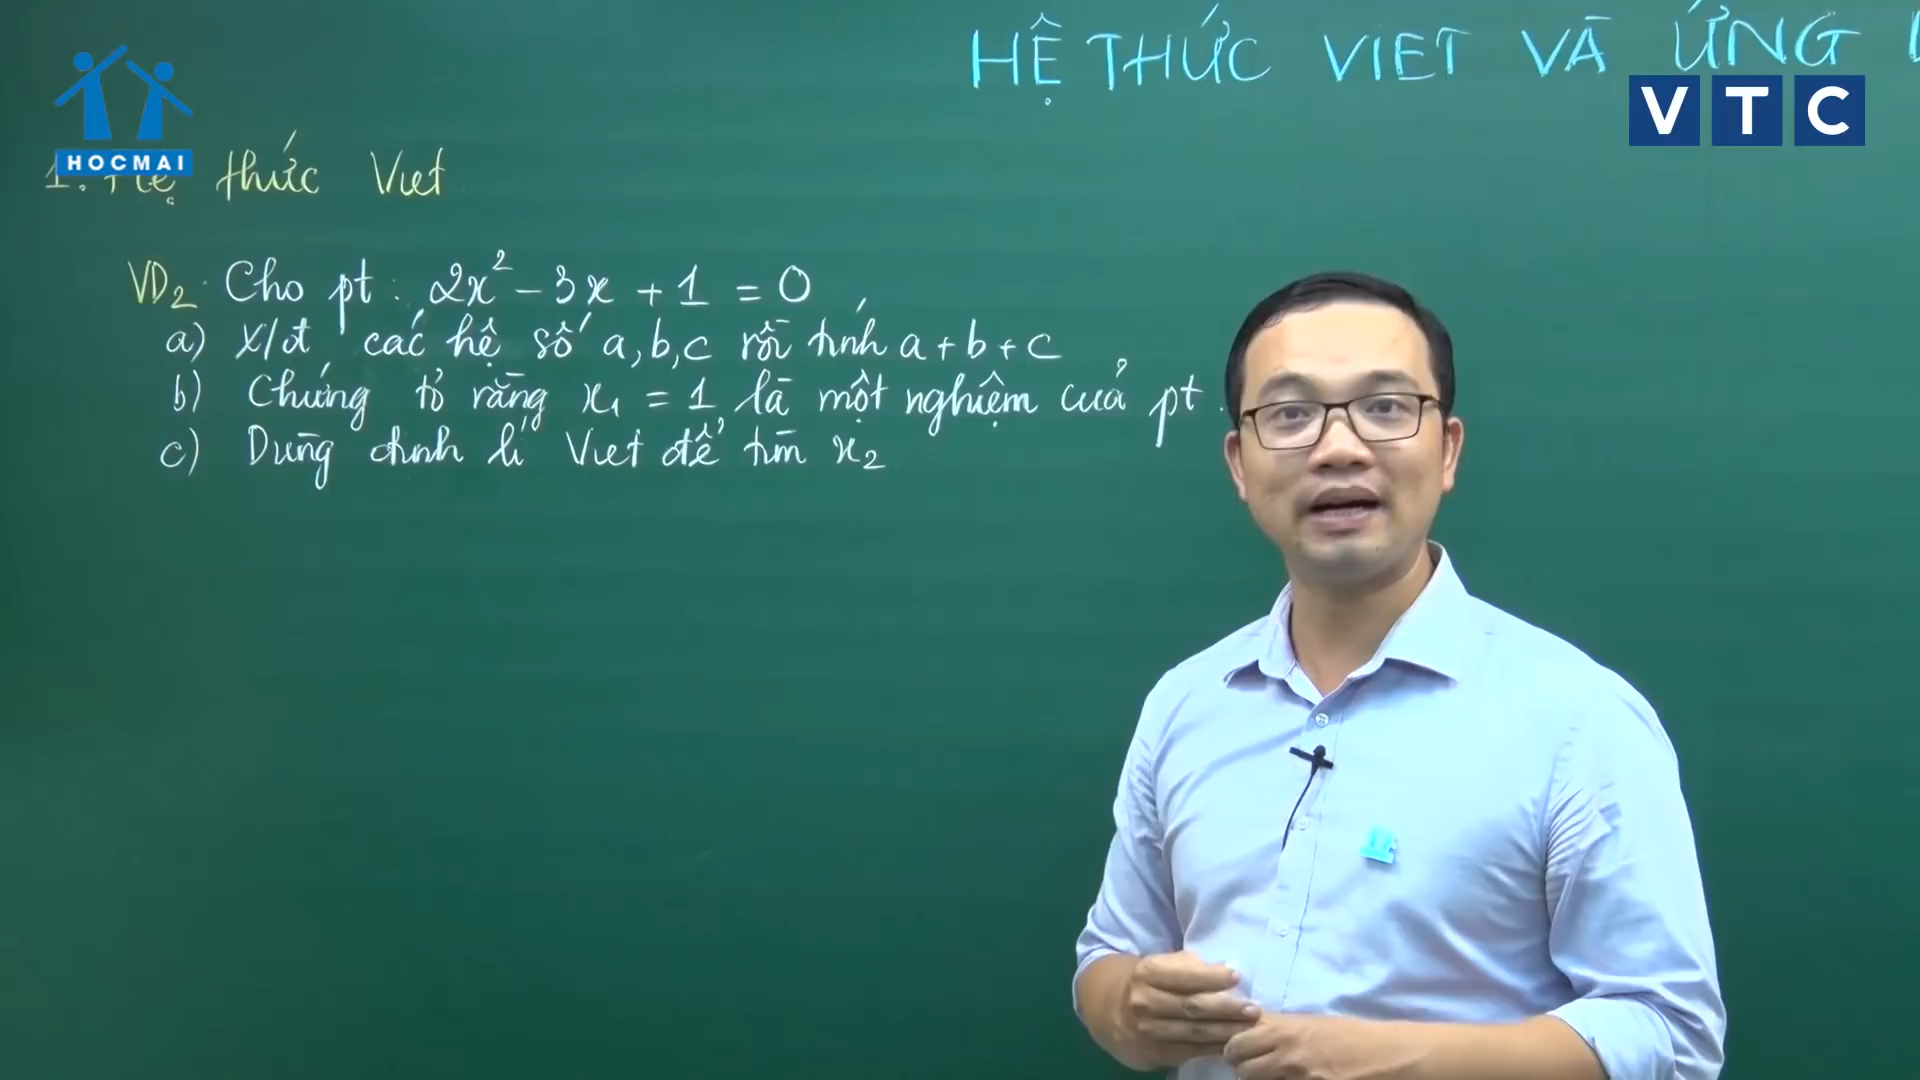 HỆ THỨC VIET VÀ ỨNG
VTC
HOCMAI
1. Hệ thức Viet
VD2. Cho pt: 2x² - 3x + 1 = 0
a) X/đ các hệ số a, b, c rồi tính a + b + c
b) Chứng tỏ rằng x₁ = 1 là một nghiệm của pt.
c) Dùng định lí Viet để tìm x₂